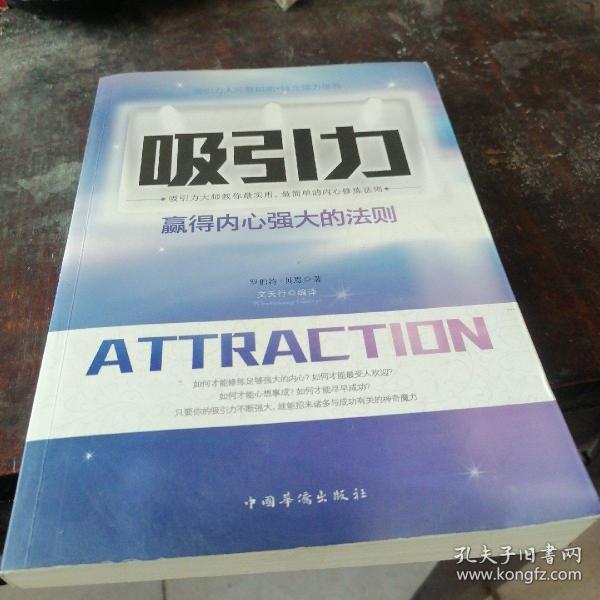 吸引力
吸引力大师教你最实用、最简单的内心修炼法则
赢得内心强大的法则
罗伯特·
著
文天行◎编译
ATTRACTION
如何才能修炼足够强大的内心?如何才能最受人欢迎?
如何才能心想事成?如何才能尽早成功?
只要你的吸引力不断强大,就能招来诸多与成功有关的神奇魔力
中国华侨出版社
孔夫子旧书网
www.kongfz.com